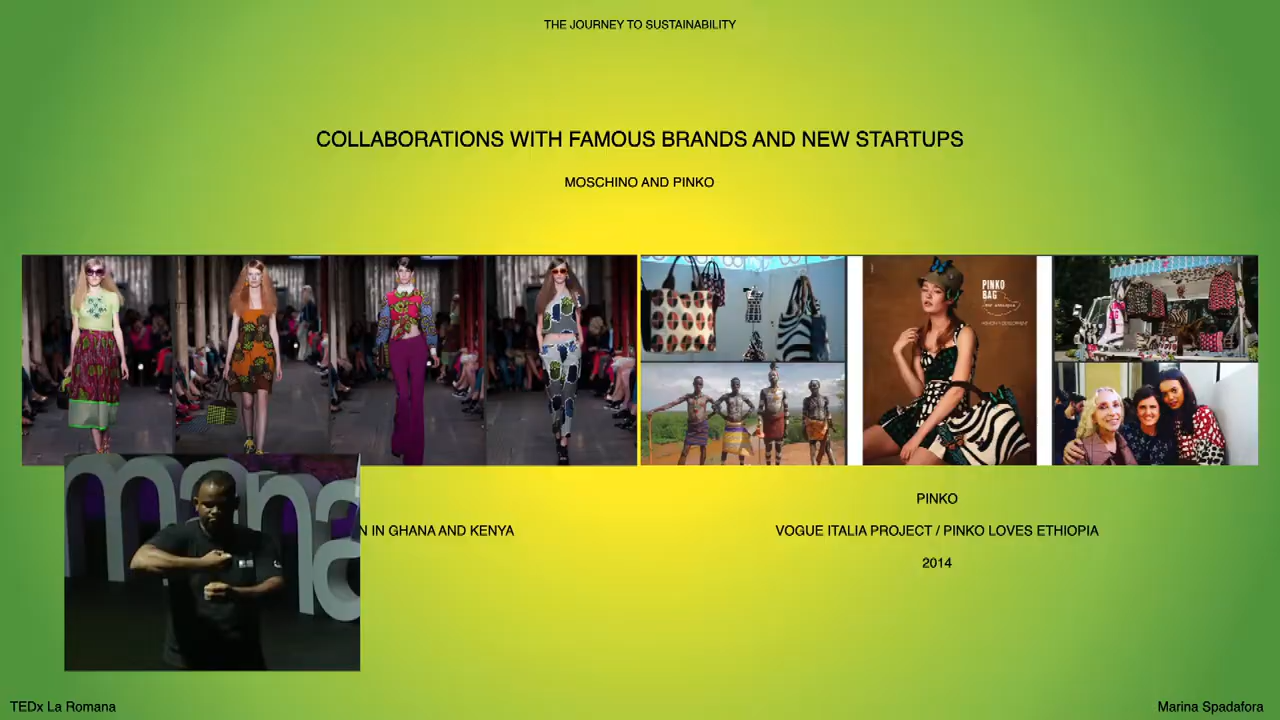 THE JOURNEY TO SUSTAINABILITY
COLLABORATIONS WITH FAMOUS BRANDS AND NEW STARTUPS
MOSCHINO AND PINKO
PINKO
BAG
PINKO
N IN GHANA AND KENYA
VOGUE ITALIA PROJECT / PINKO LOVES ETHIOPIA
2014
mana
TEDx La Romana
Marina Spadafora